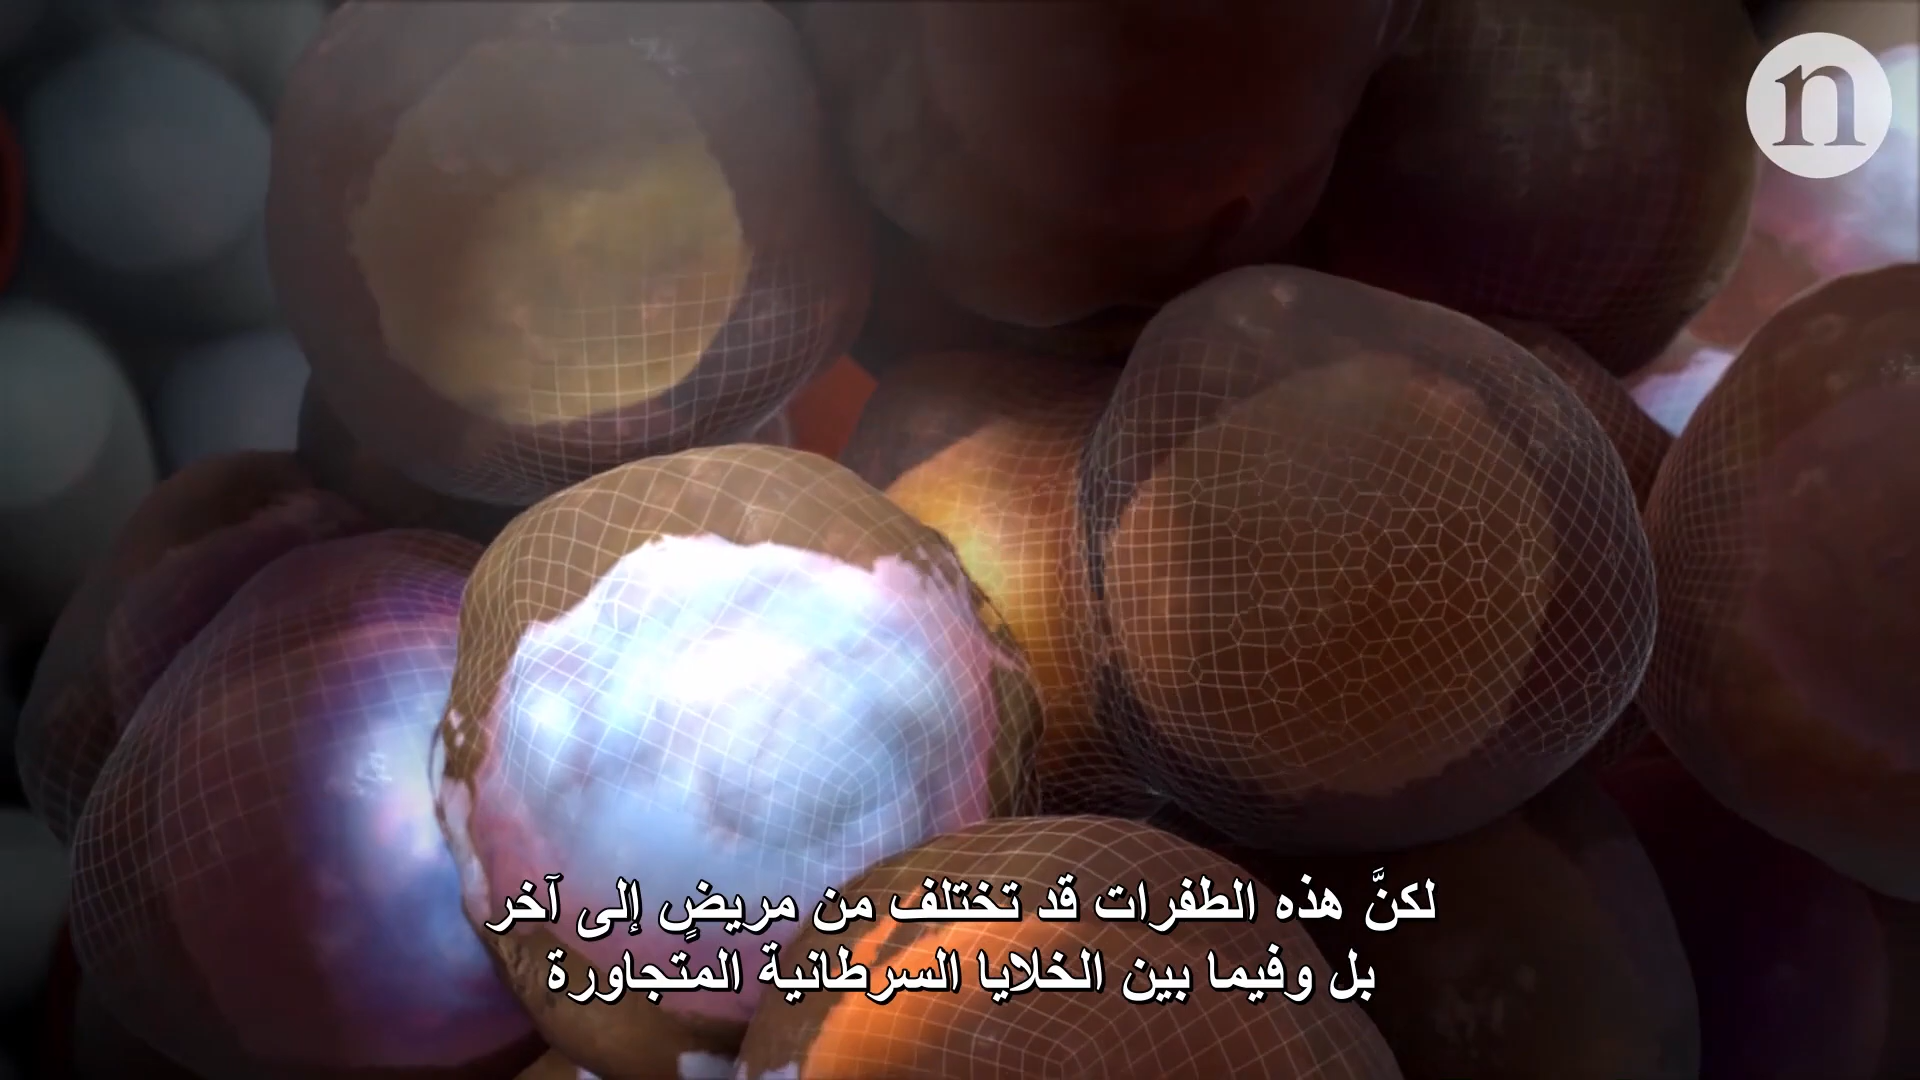 n
لكنَّ هذه الطفرات قد تختلف من مريضٍ إلى آخر
بل وفيما بين الخلايا السرطانية المتجاورة